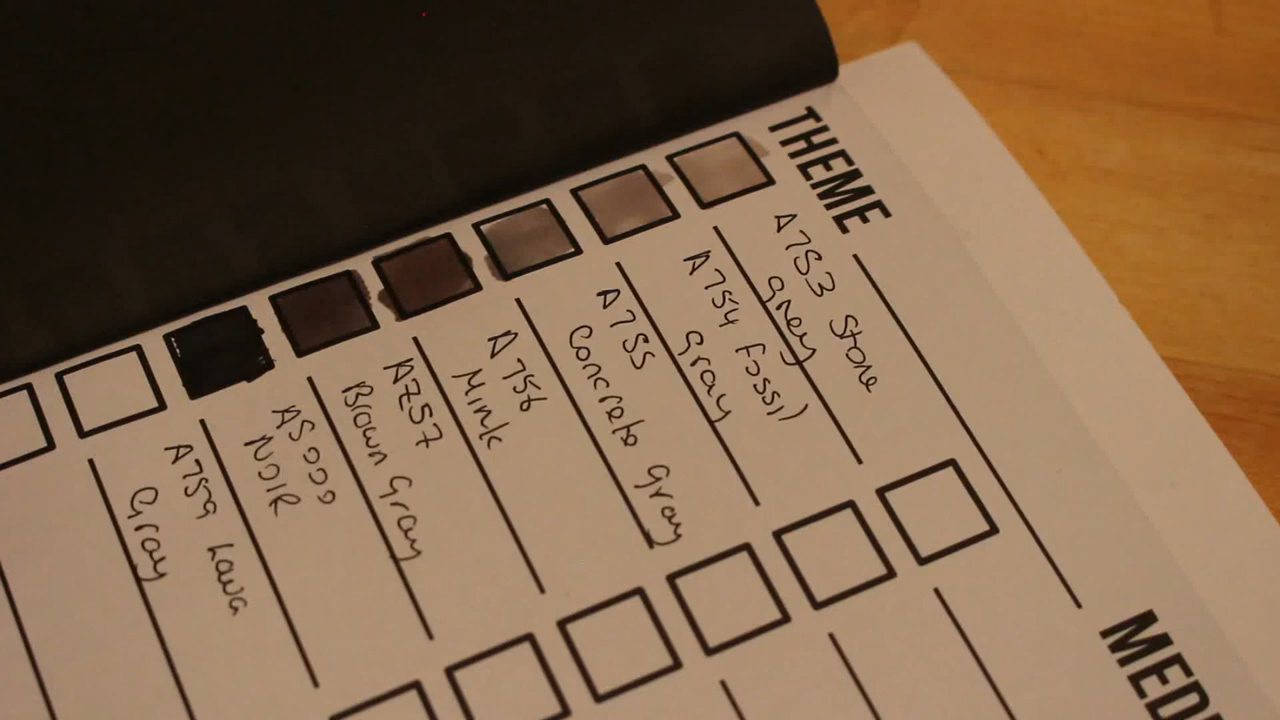 THEME
A753 Stone
Grey
A754 Fossil
Gray
A755
Concrete Gray
A756
Mink
A757
Brown Gray
AS000
NOIR
A759 Lava
Gray
MEDI